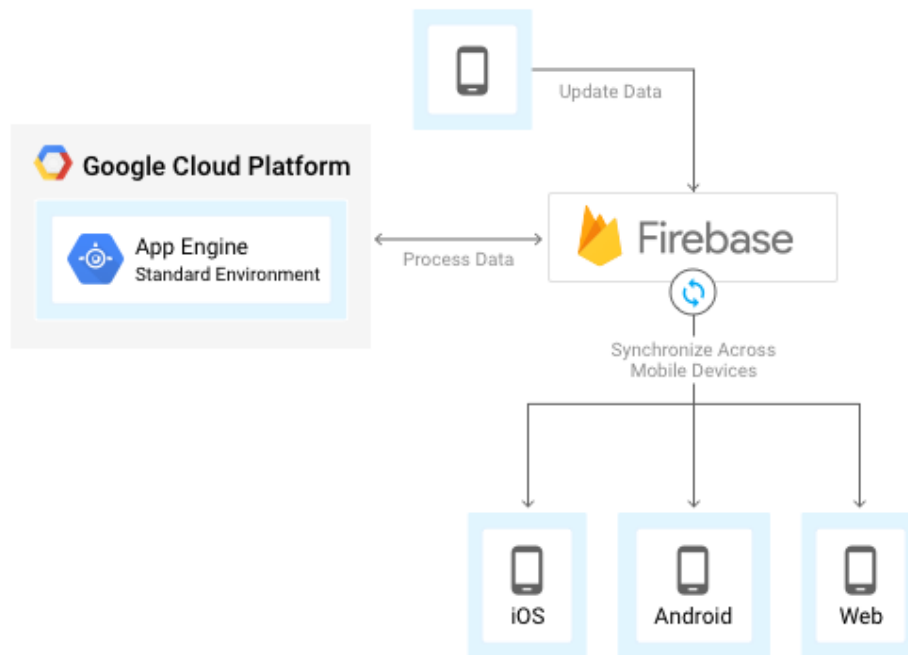 Update Data
Google Cloud Platform
App Engine
Standard Environment
Process Data
Firebase
Synchronize Across
Mobile Devices
iOS
Android
Web